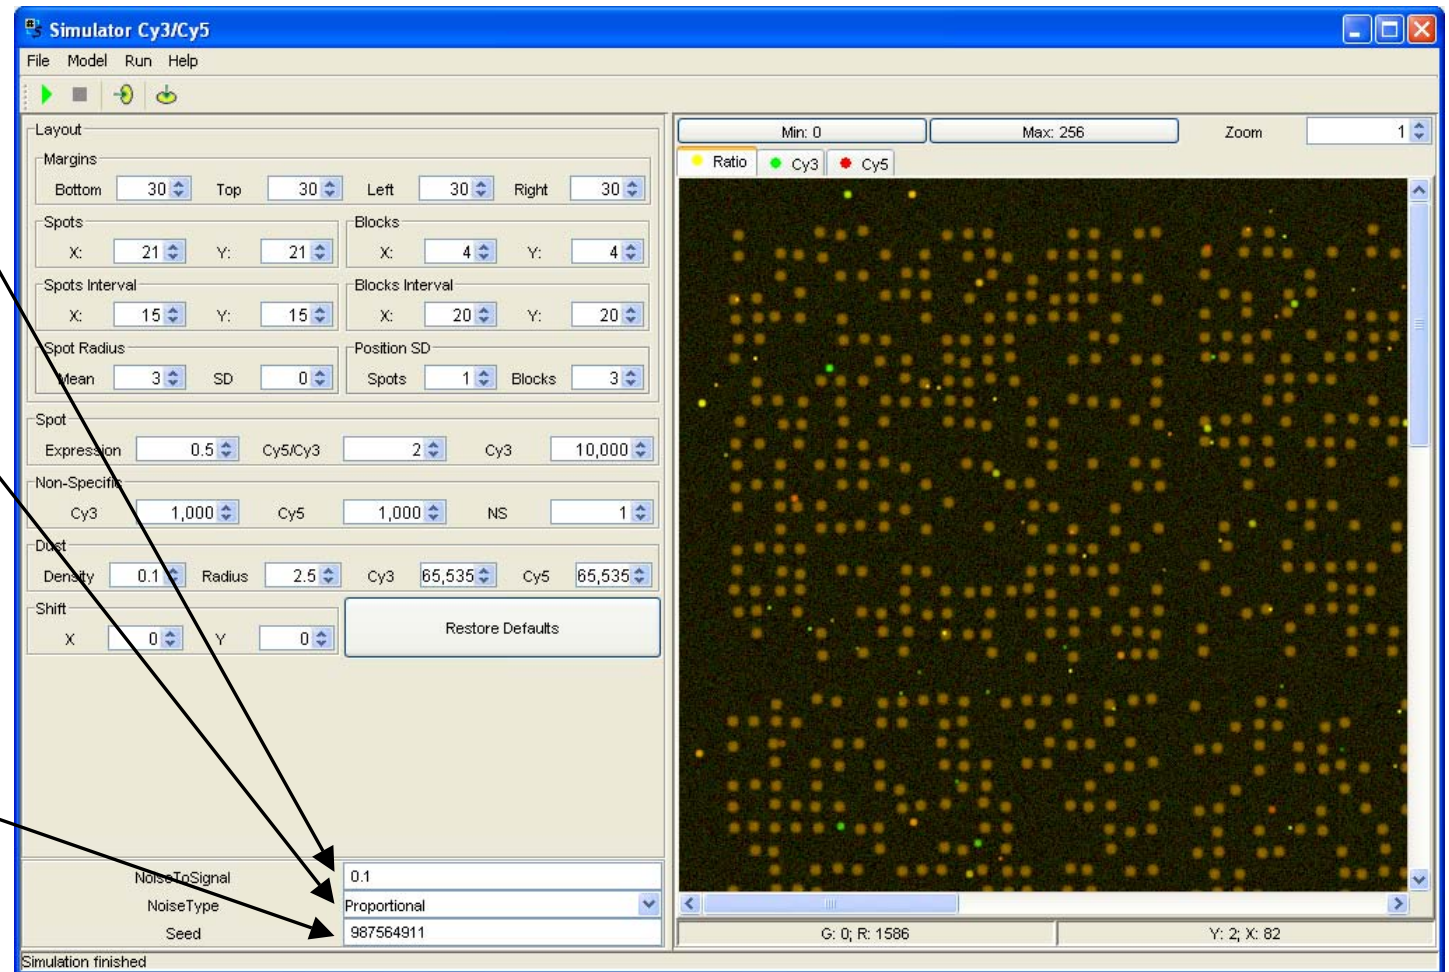 Simulator Cy3/Cy5
File Model Run Help
Layout
Margins
Bottom 30 Top 30 Left 30 Right 30
Spots Blocks
X: 21 Y: 21 X: 4 Y: 4
Spots Interval Blocks Interval
X: 15 Y: 15 X: 20 Y: 20
Spot Radius Position SD
Mean 3 SD 0 Spots 1 Blocks 3
Spot
Expression 0.5 Cy5/Cy3 2 Cy3 10,000
Non-Specific
Cy3 1,000 Cy5 1,000 NS 1
Dust
Density 0.1 Radius 2.5 Cy3 65,535 Cy5 65,535
Shift
X 0 Y 0 Restore Defaults
NoiseToSignal 0.1
NoiseType Proportional
Seed 987564911
Simulation finished
Min: 0 Max: 256 Zoom 1
Ratio Cy3 Cy5
G: 0; R: 1586 Y: 2; X: 82